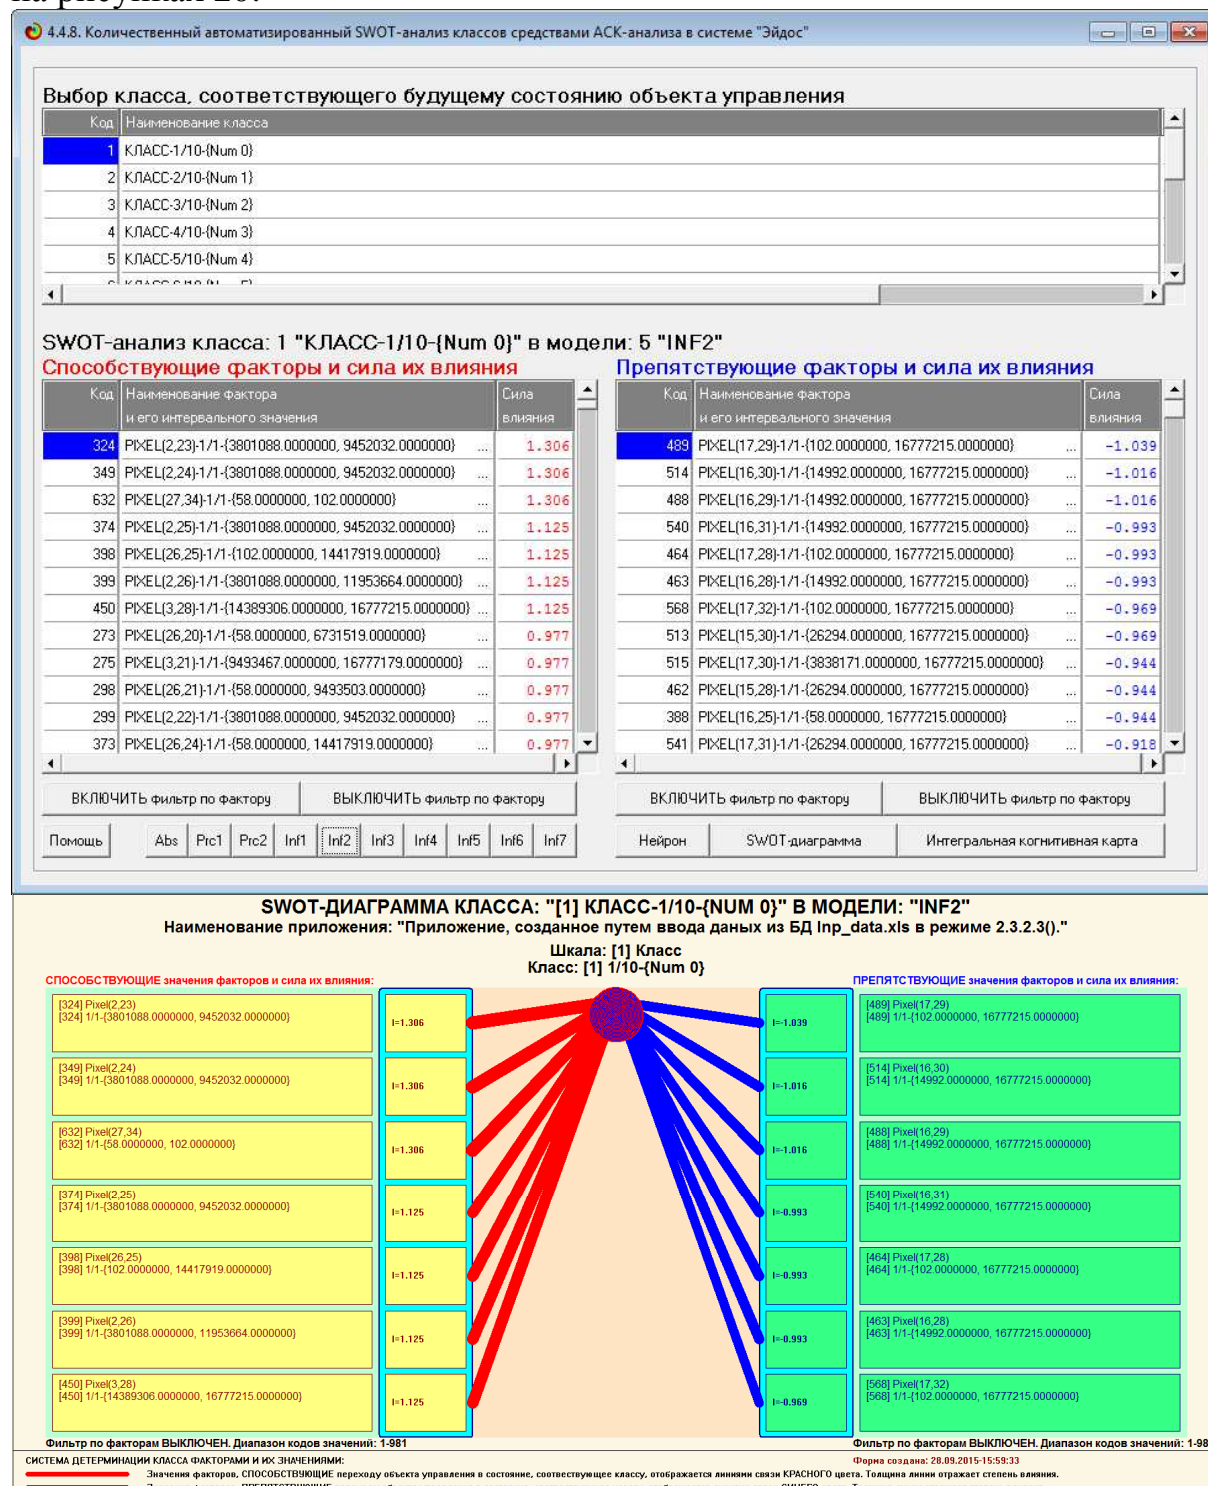 на рисунках 20.
4.4.8. Количественный автоматизированный SWOT-анализ классов средствами АСК-анализа в системе "Эйдос"
Выбор класса, соответствующего будущему состоянию объекта управления
Код Наименование класса
1 КЛАСС-1/10-{Num 0}
2 КЛАСС-2/10-{Num 1}
3 КЛАСС-3/10-{Num 2}
4 КЛАСС-4/10-{Num 3}
5 КЛАСС-5/10-{Num 4}
SWOT-анализ класса: 1 "КЛАСС-1/10-{Num 0}" в модели: 5 "INF2"
Способствующие факторы и сила их влияния
Код Наименование фактора и его интервального значения Сила влияния
324 PIXEL(2,23)-1/1-{3801088.0000000, 9452032.0000000} ... 1.306
349 PIXEL(2,24)-1/1-{3801088.0000000, 9452032.0000000} ... 1.306
632 PIXEL(27,34)-1/1-{58.0000000, 102.0000000} ... 1.306
374 PIXEL(2,25)-1/1-{3801088.0000000, 9452032.0000000} ... 1.125
398 PIXEL(26,25)-1/1-{102.0000000, 14417919.0000000} ... 1.125
399 PIXEL(2,26)-1/1-{3801088.0000000, 11953664.0000000} ... 1.125
450 PIXEL(3,28)-1/1-{14389306.0000000, 16777215.0000000} ... 1.125
273 PIXEL(26,20)-1/1-{58.0000000, 6731519.0000000} ... 0.977
275 PIXEL(3,21)-1/1-{9493467.0000000, 16777179.0000000} ... 0.977
298 PIXEL(26,21)-1/1-{58.0000000, 9493503.0000000} ... 0.977
299 PIXEL(2,22)-1/1-{3801088.0000000, 9452032.0000000} ... 0.977
373 PIXEL(26,24)-1/1-{58.0000000, 14417919.0000000} ... 0.977
ВКЛЮЧИТЬ фильтр по фактору ВЫКЛЮЧИТЬ фильтр по фактору
Препятствующие факторы и сила их влияния
Код Наименование фактора и его интервального значения Сила влияния
489 PIXEL(17,29)-1/1-{102.0000000, 16777215.0000000} ... -1.039
514 PIXEL(16,30)-1/1-{14992.0000000, 16777215.0000000} ... -1.016
488 PIXEL(16,29)-1/1-{14992.0000000, 16777215.0000000} ... -1.016
540 PIXEL(16,31)-1/1-{14992.0000000, 16777215.0000000} ... -0.993
464 PIXEL(17,28)-1/1-{102.0000000, 16777215.0000000} ... -0.993
463 PIXEL(16,28)-1/1-{14992.0000000, 16777215.0000000} ... -0.993
568 PIXEL(17,32)-1/1-{102.0000000, 16777215.0000000} ... -0.969
513 PIXEL(15,30)-1/1-{26294.0000000, 16777215.0000000} ... -0.969
515 PIXEL(17,30)-1/1-{3838171.0000000, 16777215.0000000} ... -0.944
462 PIXEL(15,28)-1/1-{26294.0000000, 16777215.0000000} ... -0.944
388 PIXEL(16,25)-1/1-{58.0000000, 16777215.0000000} ... -0.944
541 PIXEL(17,31)-1/1-{26294.0000000, 16777215.0000000} ... -0.918
ВКЛЮЧИТЬ фильтр по фактору ВЫКЛЮЧИТЬ фильтр по фактору
Помощь Abs Prc1 Prc2 Inf1 Inf2 Inf3 Inf4 Inf5 Inf6 Inf7 Нейрон SWOT-диаграмма Интегральная когнитивная карта
SWOT-ДИАГРАММА КЛАССА: "[1] КЛАСС-1/10-{NUM 0}" В МОДЕЛИ: "INF2"
Наименование приложения: "Приложение, созданное путем ввода даных из БД Inp_data.xls в режиме 2.3.2.3()."
Шкала: [1] Класс
Класс: [1] 1/10-{Num 0}
СПОСОБСТВУЮЩИЕ значения факторов и сила их влияния:
[324] Pixel(2,23)
[324] 1/1-{3801088.0000000, 9452032.0000000}
I=1.306
[349] Pixel(2,24)
[349] 1/1-{3801088.0000000, 9452032.0000000}
I=1.306
[632] Pixel(27,34)
[632] 1/1-{58.0000000, 102.0000000}
I=1.306
[374] Pixel(2,25)
[374] 1/1-{3801088.0000000, 9452032.0000000}
I=1.125
[398] Pixel(26,25)
[398] 1/1-{102.0000000, 14417919.0000000}
I=1.125
[399] Pixel(2,26)
[399] 1/1-{3801088.0000000, 11953664.0000000}
I=1.125
[450] Pixel(3,28)
[450] 1/1-{14389306.0000000, 16777215.0000000}
I=1.125
Фильтр по факторам ВЫКЛЮЧЕН. Диапазон кодов значений: 1-981
ПРЕПЯТСТВУЮЩИЕ значения факторов и сила их влияния:
I=-1.039
[489] Pixel(17,29)
[489] 1/1-{102.0000000, 16777215.0000000}
I=-1.016
[514] Pixel(16,30)
[514] 1/1-{14992.0000000, 16777215.0000000}
I=-1.016
[488] Pixel(16,29)
[488] 1/1-{14992.0000000, 16777215.0000000}
I=-0.993
[540] Pixel(16,31)
[540] 1/1-{14992.0000000, 16777215.0000000}
I=-0.993
[464] Pixel(17,28)
[464] 1/1-{102.0000000, 16777215.0000000}
I=-0.993
[463] Pixel(16,28)
[463] 1/1-{14992.0000000, 16777215.0000000}
I=-0.969
[568] Pixel(17,32)
[568] 1/1-{102.0000000, 16777215.0000000}
Фильтр по факторам ВЫКЛЮЧЕН. Диапазон кодов значений: 1-98
СИСТЕМА ДЕТЕРМИНАЦИИ КЛАССА ФАКТОРАМИ И ИХ ЗНАЧЕНИЯМИ:
Форма создана: 28.09.2015-15:59:33
Значения факторов, СПОСОБСТВУЮЩИЕ переходу объекта управления в состояние, соотвествующее классу, отображается линиями связи КРАСНОГО цвета. Толщина линии отражает степень влияния.